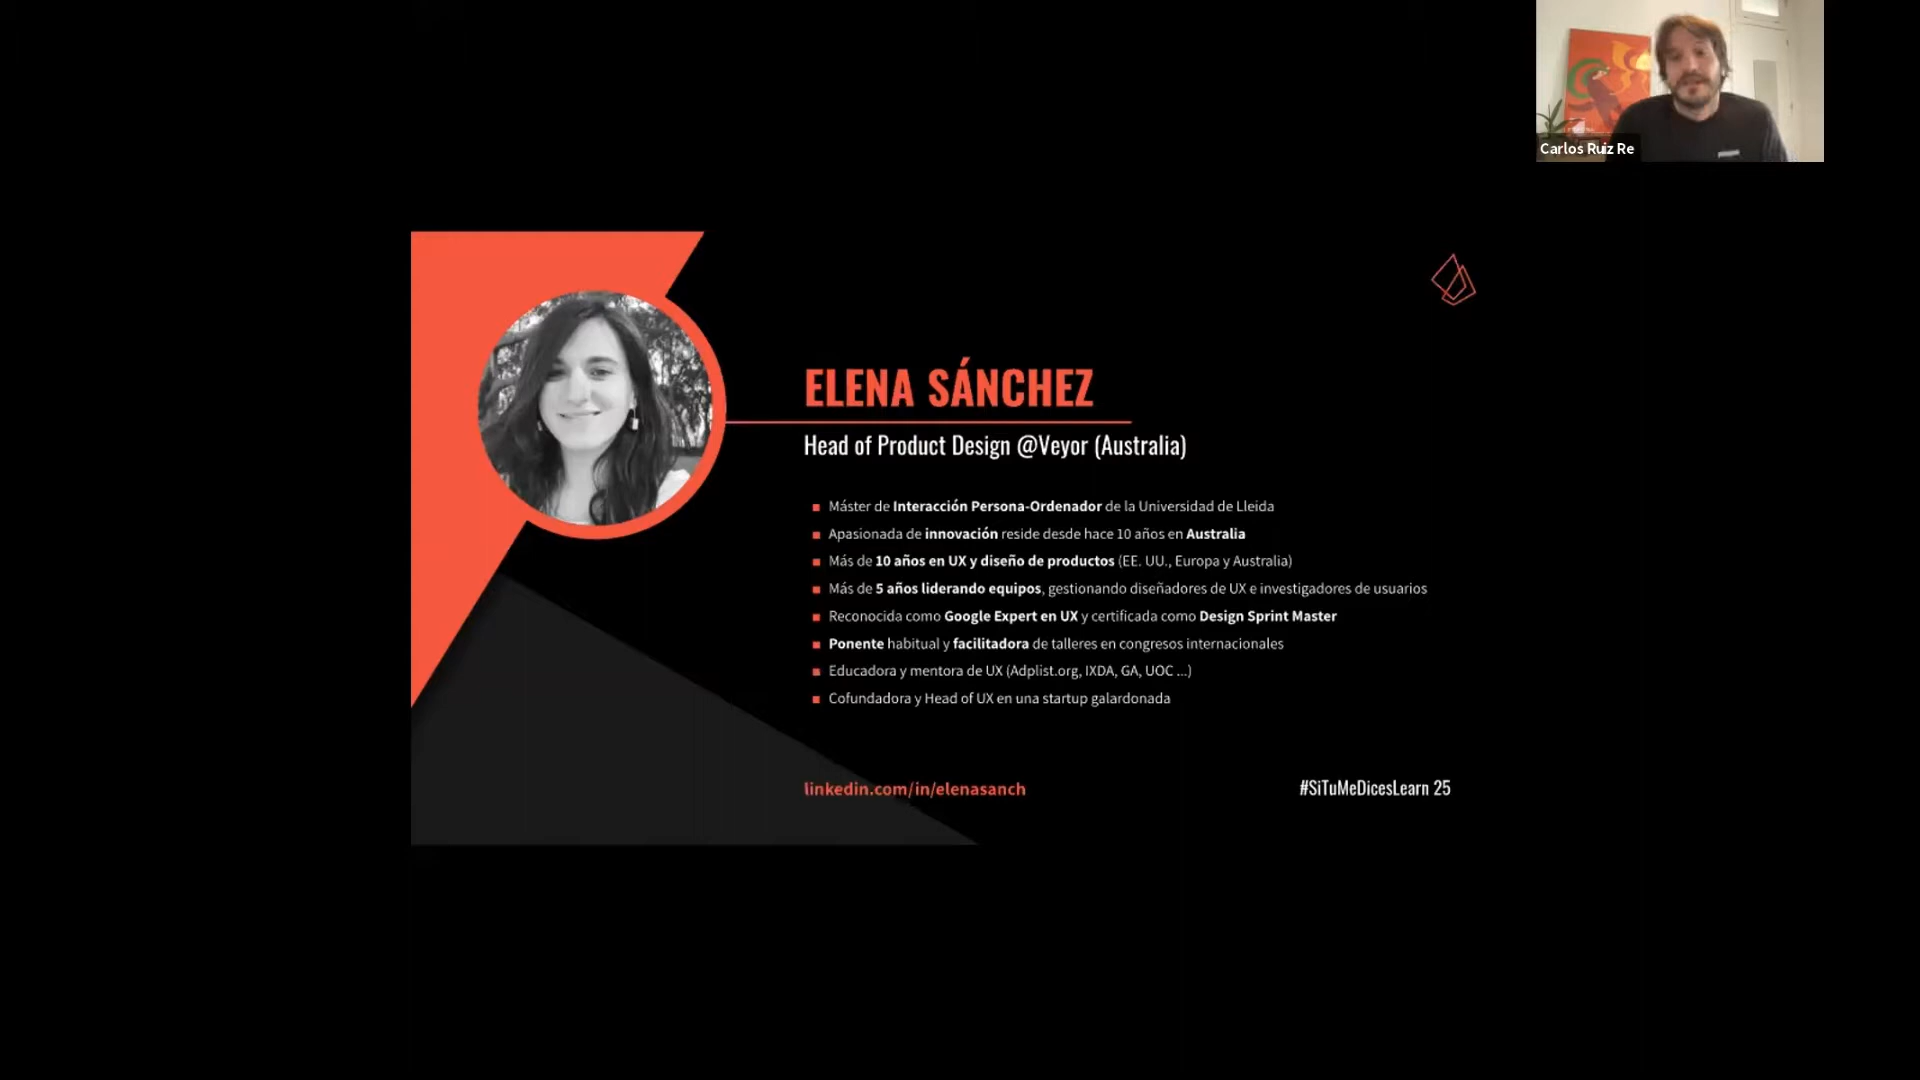 Carlos Ruiz Re
ELENA SÁNCHEZ
Head of Product Design @Veyor (Australia)
Máster de Interacción Persona-Ordenador de la Universidad de Lleida
Apasionada de innovación reside desde hace 10 años en Australia
Más de 10 años en UX y diseño de productos (EE. UU., Europa y Australia)
Más de 5 años liderando equipos, gestionando diseñadores de UX e investigadores de usuarios
Reconocida como Google Expert en UX y certificada como Design Sprint Master
Ponente habitual y facilitadora de talleres en congresos internacionales
Educadora y mentora de UX (Adplist.org, IXDA, GA, UOC ...)
Cofundadora y Head of UX en una startup galardonada
linkedin.com/in/elenasanch
#SiTuMeDicesLearn 25